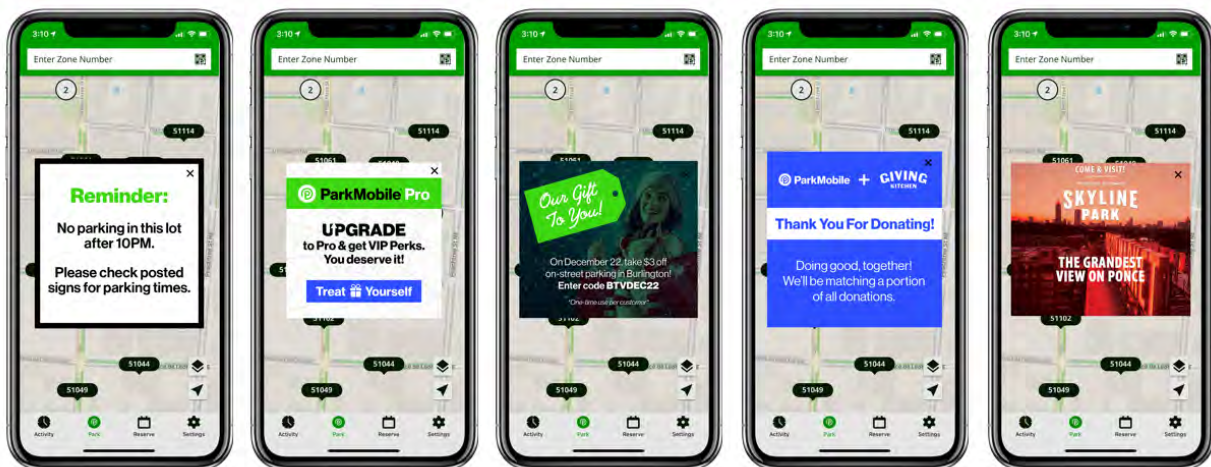 3:10
Enter Zone Number
2
51114
Reminder:
No parking in this lot
after 10PM.
Please check posted
signs for parking times.
51044
51049
Activity
Park
Reserve
Settings
3:10
Enter Zone Number
2
51114
51061
ParkMobile Pro
UPGRADE
to Pro & get VIP Perks.
You deserve it!
Treat Yourself
51102
51044
51049
Activity
Park
Reserve
Settings
3:10
Enter Zone Number
2
51114
Our Gift
To You!
On December 22, take $3 off
on-street parking in Burlington!
Enter code BTVDEC22
*One-time use per customer*
51102
51044
51049
Activity
Park
Reserve
Settings
3:10
Enter Zone Number
2
51114
ParkMobile + GIVING
KITCHEN
Thank You For Donating!
Doing good, together!
We'll be matching a portion
of all donations.
51044
51049
Activity
Park
Reserve
Settings
3:10
Enter Zone Number
2
51114
COME & VISIT!
SKYLINE
PARK
THE GRANDEST
VIEW ON PONCE
51102
51044
51049
Activity
Park
Reserve
Settings